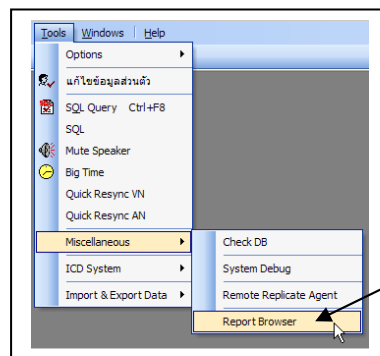 Tools Windows Help
Options
แก้ไขข้อมูลส่วนตัว
SQL Query Ctrl+F8
SQL
Mute Speaker
Big Time
Quick Resync VN
Quick Resync AN
Miscellaneous
ICD System
Import & Export Data
Check DB
System Debug
Remote Replicate Agent
Report Browser